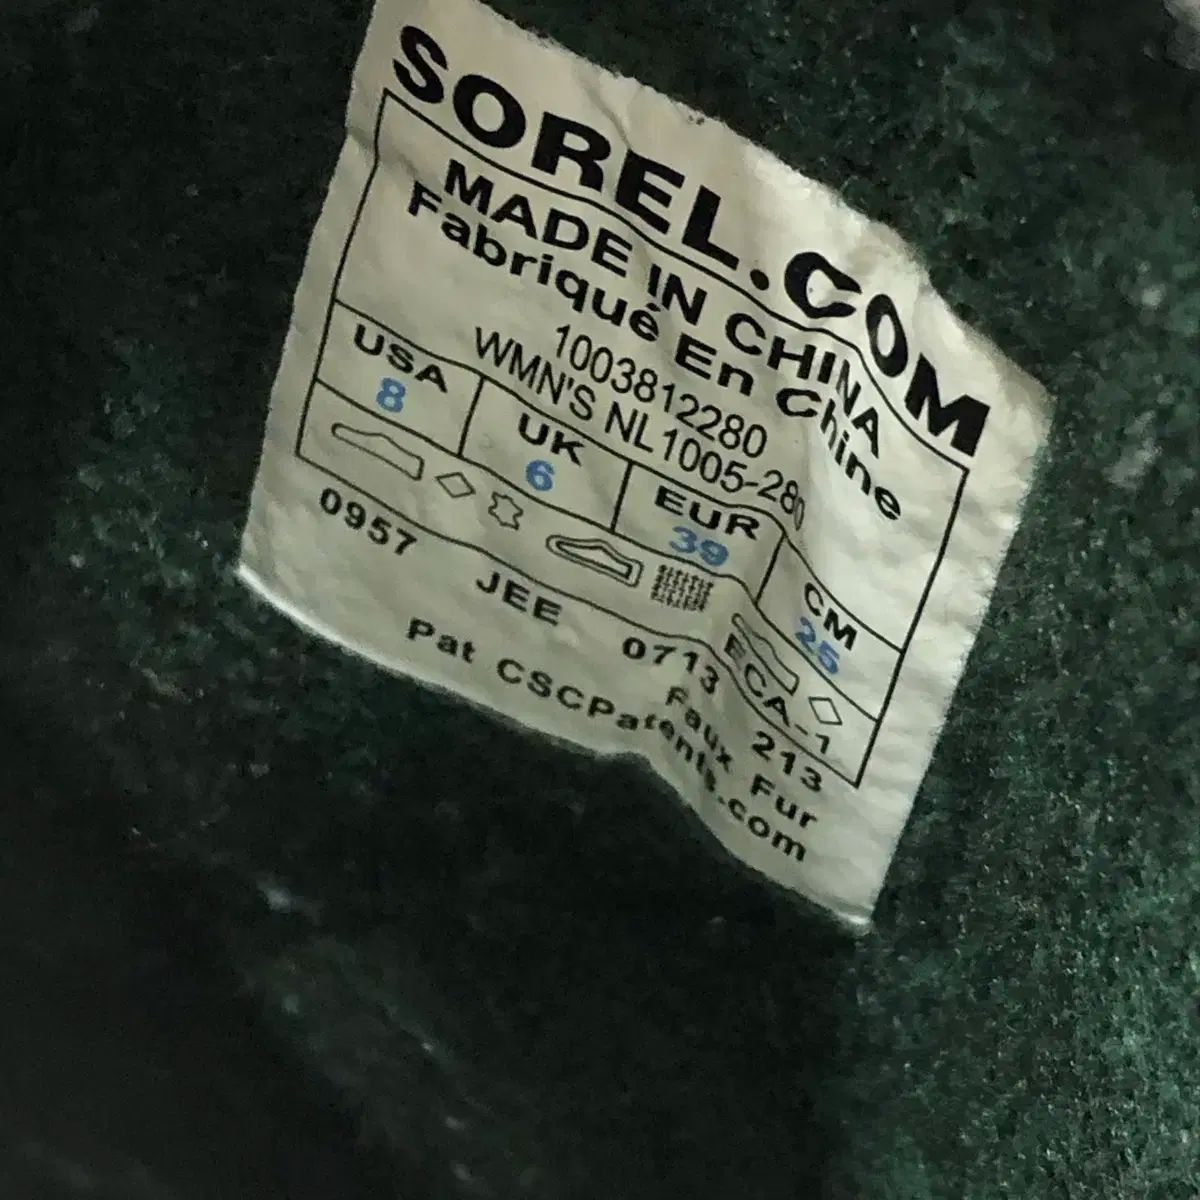 SOREL.COM
MADE IN CHINA
Fabriqué En Chine
1003812280
WMN'S NL1005-280
USA UK EUR CM
8 6 39 25
ECA-1
0957 JEE 0713 213
Faux Fur
Pat CSCPatents.com